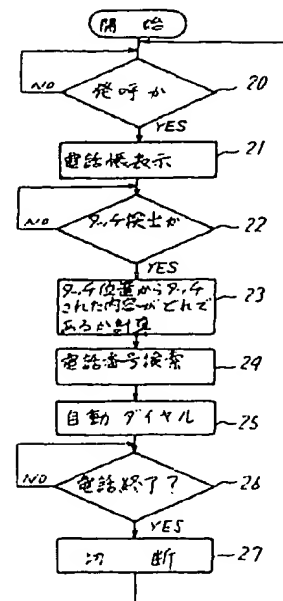 開始
発呼か
20
NO
YES
電話帳表示
21
タッチ検出か
22
NO
YES
タッチ位置からタッチ
された内容がどれで
あるか計算
23
電話番号検索
24
自動ダイヤル
25
電話終了?
26
NO
YES
切断
27